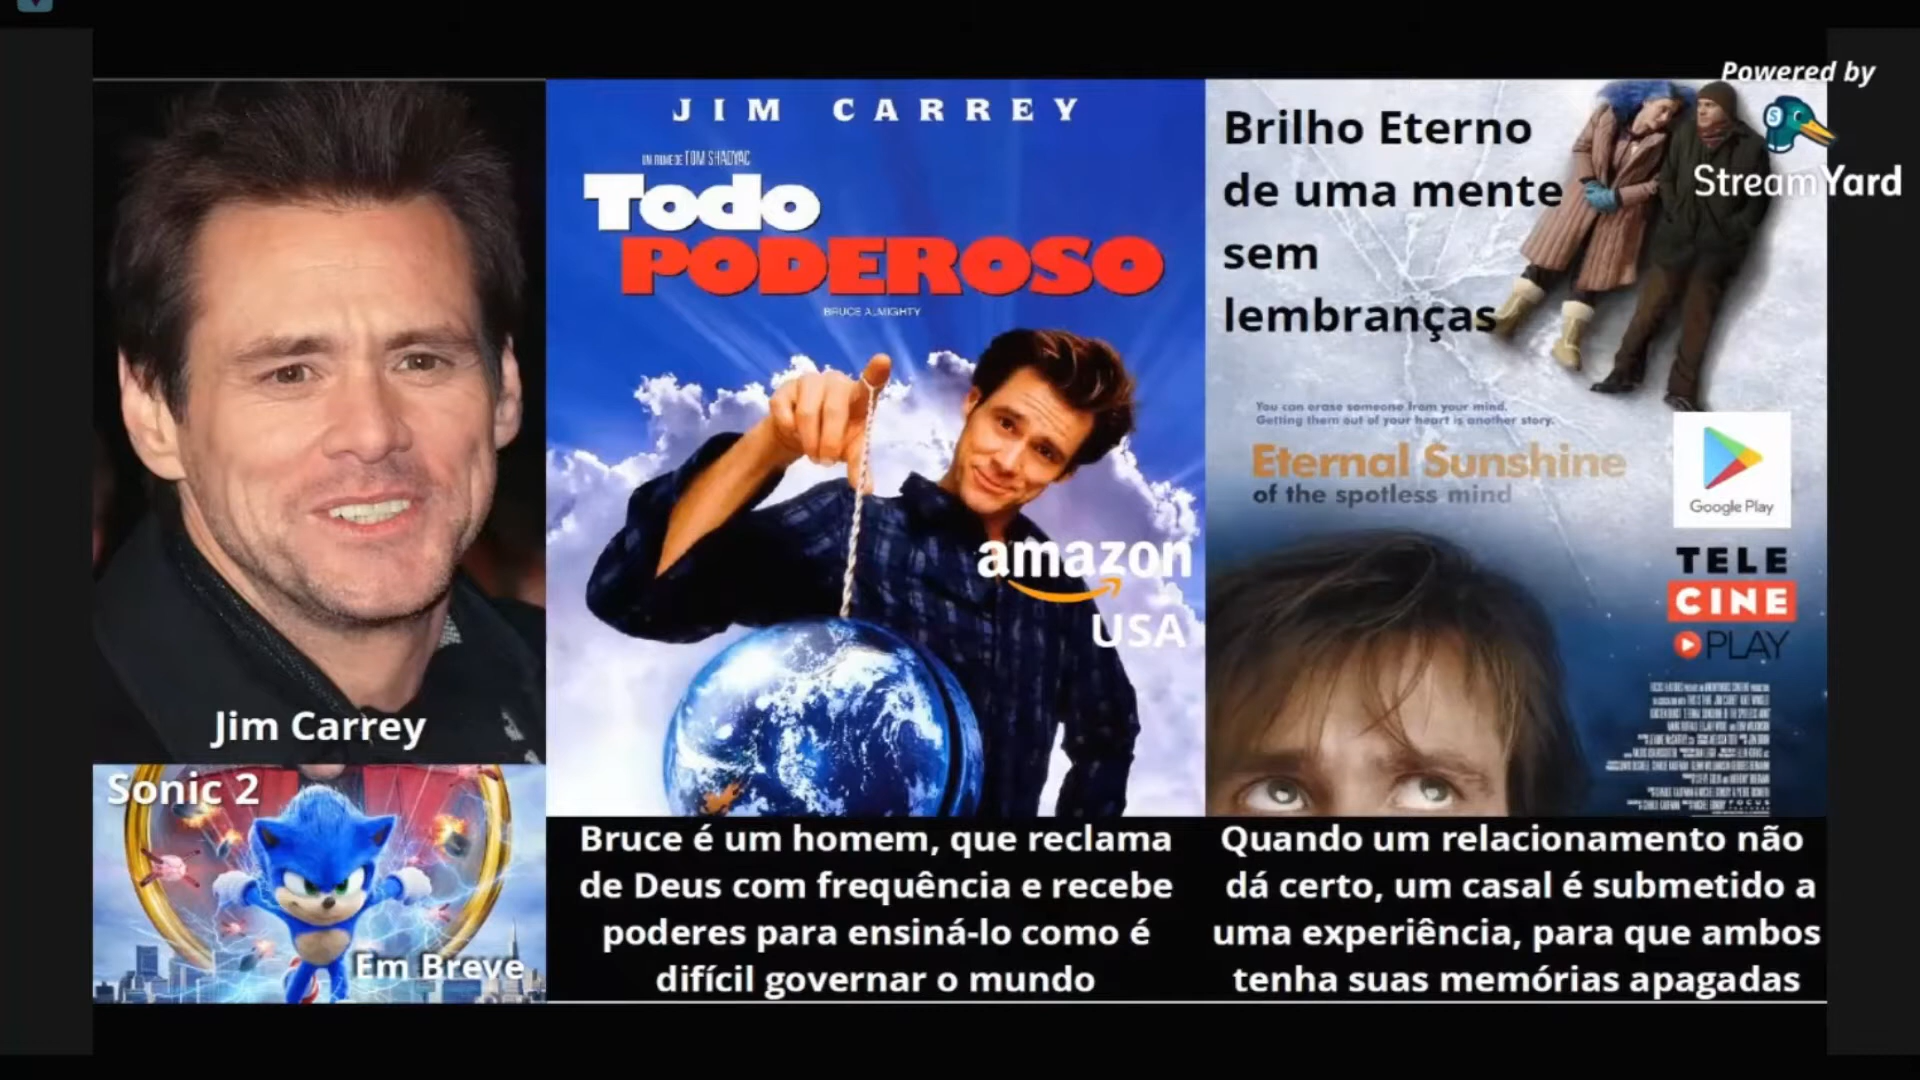 Powered by
StreamYard
Jim Carrey
Sonic 2
Em Breve
JIM CARREY
UM FILME DE TOM SHADYAC
Todo
PODEROSO
BRUCE ALMIGHTY
amazon
USA
Bruce é um homem, que reclama
de Deus com frequência e recebe
poderes para ensiná-lo como é
difícil governar o mundo
Brilho Eterno
de uma mente
sem
lembranças
You can erase someone from your mind.
Getting them out of your heart is another story.
Eternal Sunshine
of the spotless mind
Google Play
TELE
CINE
PLAY
FOCUS
Quando um relacionamento não
dá certo, um casal é submetido a
uma experiência, para que ambos
tenha suas memórias apagadas